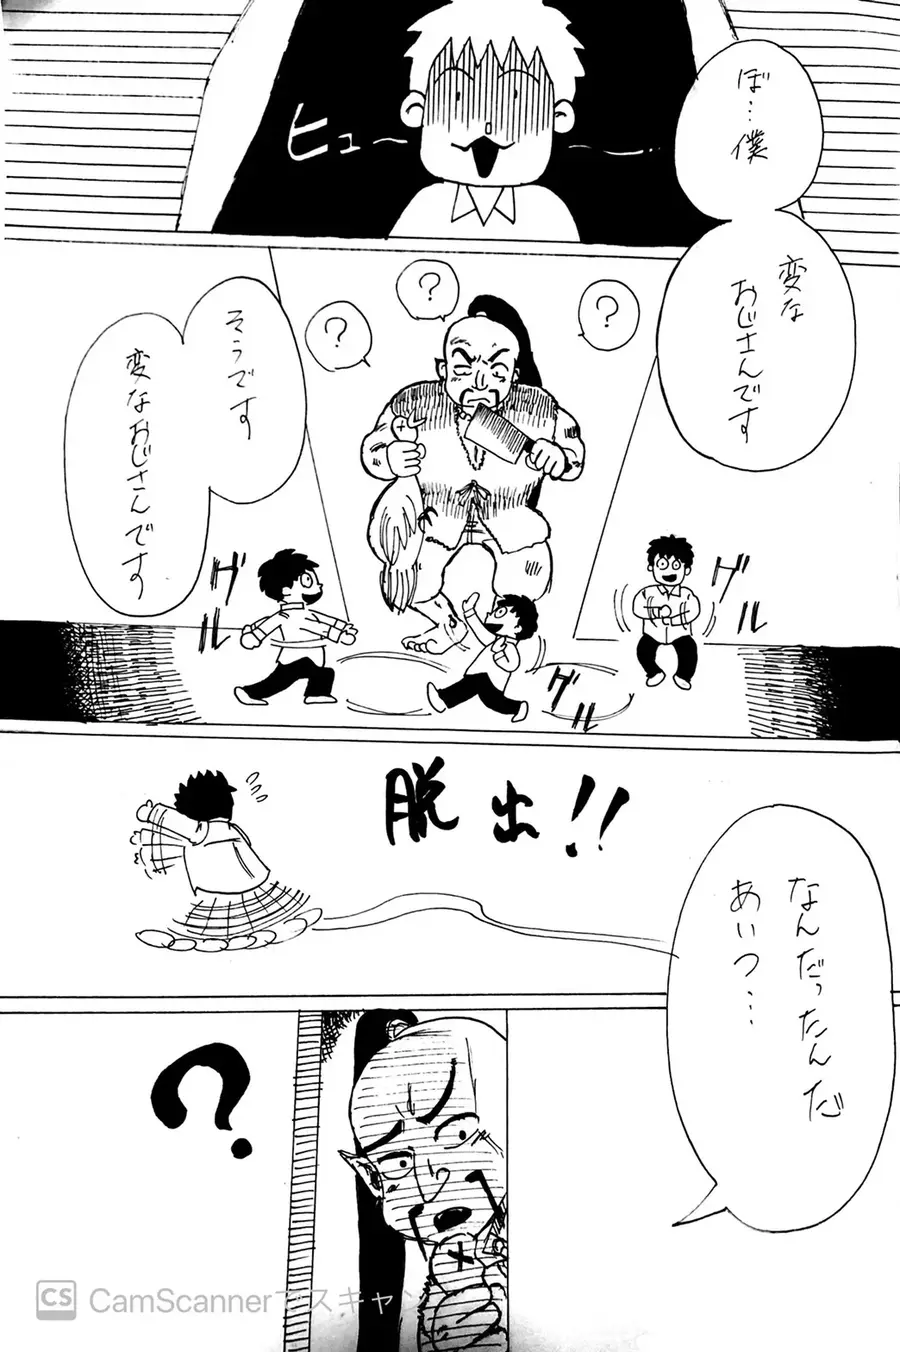 ぼ…僕
ヒュ〜
変な
おじさんです
?
?
?
そうです
変なおじさんです
グル
グル
グル
脱出!!
なんだったんだ
あいつ…
?
CS CamScannerでスキャン